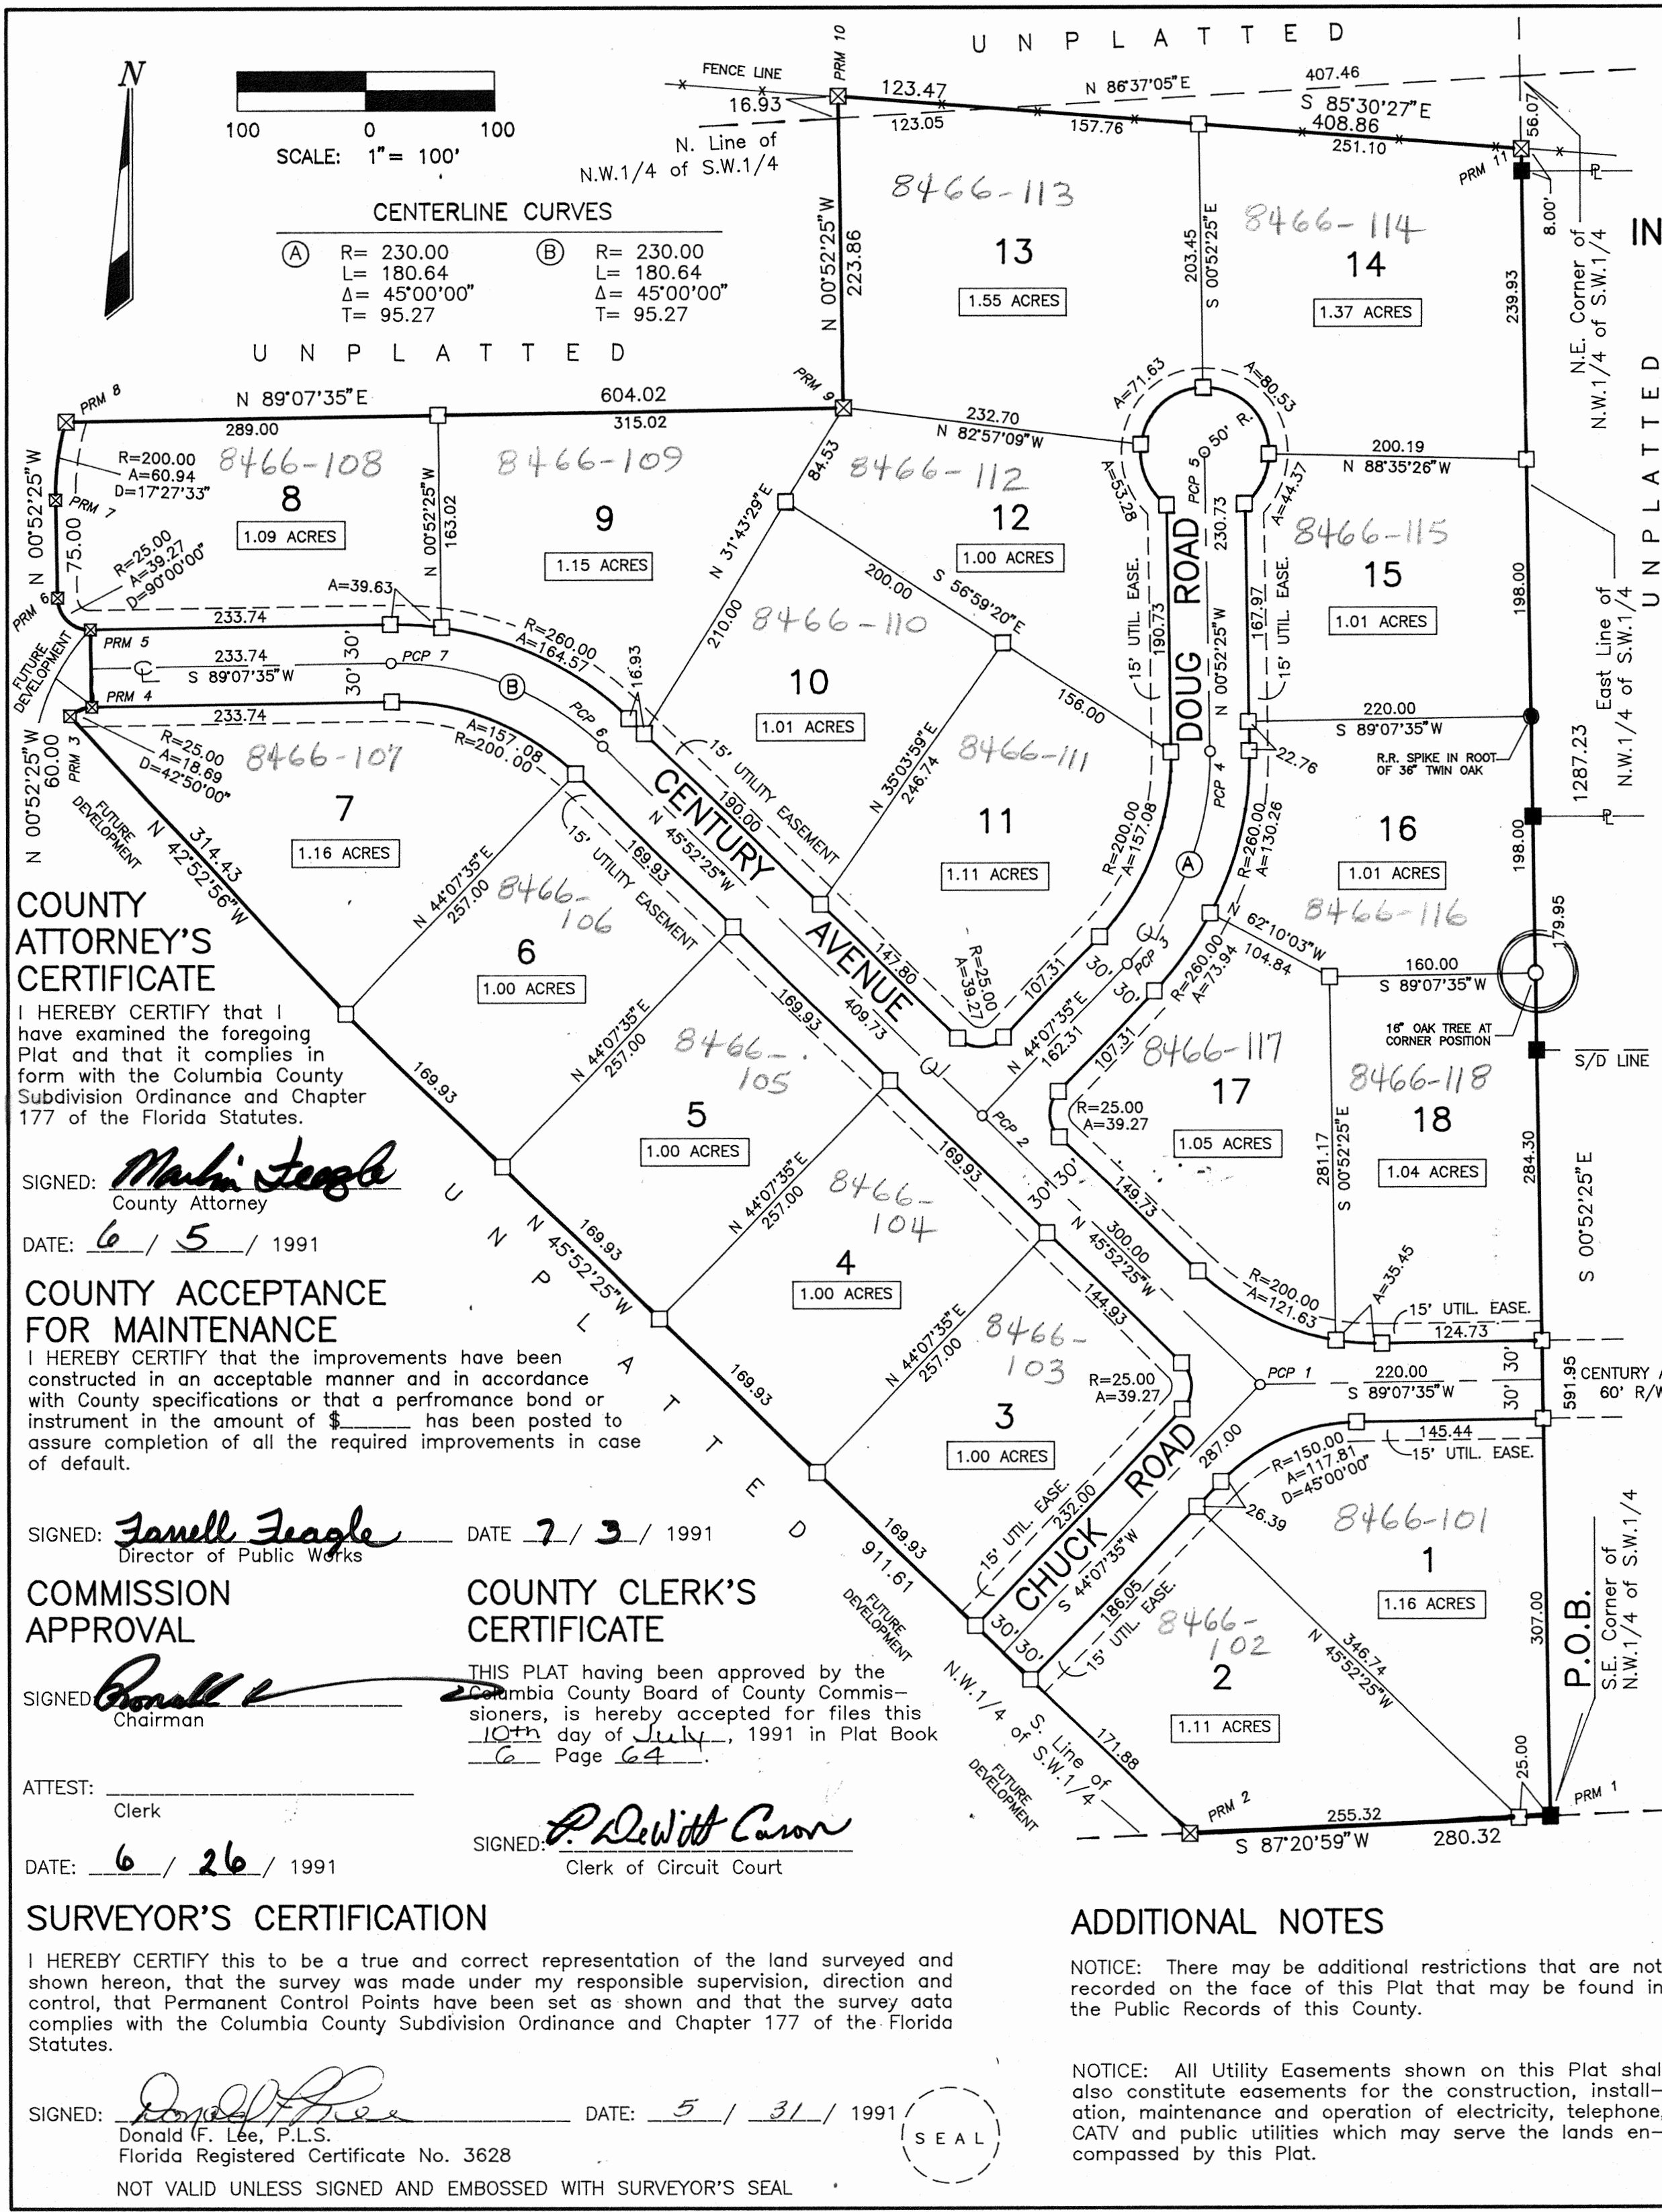 UNPLATTED
N
100 0 100
SCALE: 1"= 100'
CENTERLINE CURVES
Ⓐ R= 230.00
L= 180.64
Δ= 45°00'00"
T= 95.27
Ⓑ R= 230.00
L= 180.64
Δ= 45°00'00"
T= 95.27
UNPLATTED
FENCE LINE
16.93
PRM 10
123.47
N 86°37'05"E
407.46
S 85°30'27"E
408.86
123.05
157.76
251.10
56.07
PRM 11
8.00'
N. Line of
N.W.1/4 of S.W.1/4
N 00°52'25"W
223.86
8466-113
13
1.55 ACRES
203.45
S 00°52'25"E
8466-114
14
1.37 ACRES
239.93
N.E. Corner of
N.W.1/4 of S.W.1/4
IN
UNPLATTED
PRM 8
N 89°07'35"E
604.02
PRM 9
289.00
315.02
N 00°52'25"W
R=200.00
A=60.94
D=17°27'33"
8466-108
8
1.09 ACRES
N 00°52'25"W
163.02
8466-109
9
1.15 ACRES
84.53
N 31°43'29"E
210.00
232.70
N 82°57'09"W
8466-112
12
1.00 ACRES
A=71.63
A=80.53
50' R.
PCP 5
A=53.28
A=44.37
200.19
N 88°35'26"W
8466-115
15
1.01 ACRES
198.00
East Line of
N.W.1/4 of S.W.1/4
1287.23
PRM 7
75.00
R=25.00
A=39.27
D=90°00'00"
PRM 6
A=39.63
233.74
PRM 5
FUTURE
DEVELOPMENT
233.74
S 89°07'35"W
30' 30'
PCP 7
Ⓑ
R=260.00
A=164.57
16.93
PCP 6
PRM 4
233.74
A=157.08
R=200.00
R=25.00
A=18.69
D=42°50'00"
PRM 3
N 00°52'25"W
60.00
FUTURE
DEVELOPMENT
200.00
S 56°59'20"E
156.00
8466-110
10
1.01 ACRES
N 35°03'59"E
246.74
8466-111
11
1.11 ACRES
15' UTIL. EASE.
190.73
DOUG ROAD
230.73
N 00°52'25"W
167.97
15' UTIL. EASE.
220.00
S 89°07'35"W
22.76
R.R. SPIKE IN ROOT
OF 36" TWIN OAK
PCP 4
R=200.00
A=157.08
Ⓐ
R=260.00
A=130.26
16
1.01 ACRES
8466-116
198.00
179.95
8466-107
7
1.16 ACRES
314.43
N 42°52'56"W
N 44°07'35"E
257.00
8466-
106
6
1.00 ACRES
169.93
15' UTILITY EASEMENT
CENTURY AVENUE
N 45°52'25"W
190.00
15' UTILITY EASEMENT
147.80
R=25.00
A=39.27
107.31
30'
30'
PCP 3
N 44°07'35"E
162.31
107.31
R=260.00
A=73.94
N 62°10'03"W
104.84
160.00
S 89°07'35"W
16" OAK TREE AT
CORNER POSITION
S/D LINE
COUNTY
ATTORNEY'S
CERTIFICATE
I HEREBY CERTIFY that I
have examined the foregoing
Plat and that it complies in
form with the Columbia County
Subdivision Ordinance and Chapter
177 of the Florida Statutes.
SIGNED: Marlin Feagle
County Attorney
DATE: 6 / 5 / 1991
169.93
N 44°07'35"E
257.00
8466-
105
5
1.00 ACRES
169.93
409.73
PCP 2
8466-117
17
1.05 ACRES
R=25.00
A=39.27
149.73
281.17
S 00°52'25"E
8466-118
18
1.04 ACRES
284.30
S 00°52'25"E
UNPLATTED
169.93
N 45°52'25"W
N 44°07'35"E
257.00
8466-
104
4
1.00 ACRES
169.93
30' 30'
300.00
N 45°52'25"W
R=200.00
A=121.63
A=35.45
15' UTIL. EASE.
124.73
COUNTY ACCEPTANCE
FOR MAINTENANCE
I HEREBY CERTIFY that the improvements have been
constructed in an acceptable manner and in accordance
with County specifications or that a perfromance bond or
instrument in the amount of $_____ has been posted to
assure completion of all the required improvements in case
of default.
SIGNED: Farrell Feagle DATE 7 / 3 / 1991
Director of Public Works
169.93
N 44°07'35"E
257.00
8466-
103
3
1.00 ACRES
144.93
R=25.00
A=39.27
PCP 1
220.00
S 89°07'35"W
30' 30'
591.95
CENTURY A
60' R/W
145.44
15' UTIL. EASE.
R=150.00
A=117.81
D=45°00'00"
26.39
287.00
CHUCK ROAD
15' UTIL. EASE.
232.00
S 44°07'35"W
186.05
15' UTIL. EASE.
30' 30'
169.93
911.61
FUTURE
DEVELOPMENT
8466-101
1
1.16 ACRES
8466-
102
2
1.11 ACRES
346.74
N 45°52'25"W
307.00
P.O.B.
S.E. Corner of
N.W.1/4 of S.W.1/4
25.00
PRM 1
S. Line of
N.W.1/4 of S.W.1/4
FUTURE
DEVELOPMENT
171.88
PRM 2
255.32
S 87°20'59"W 280.32
COMMISSION
APPROVAL
SIGNED: Ronald
Chairman
ATTEST:
Clerk
DATE: 6 / 26 / 1991
COUNTY CLERK'S
CERTIFICATE
THIS PLAT having been approved by the
Columbia County Board of County Commis-
sioners, is hereby accepted for files this
10th day of July, 1991 in Plat Book
6 Page 64.
SIGNED: P. DeWitt Cason
Clerk of Circuit Court
SURVEYOR'S CERTIFICATION
I HEREBY CERTIFY this to be a true and correct representation of the land surveyed and
shown hereon, that the survey was made under my responsible supervision, direction and
control, that Permanent Control Points have been set as shown and that the survey data
complies with the Columbia County Subdivision Ordinance and Chapter 177 of the Florida
Statutes.
SIGNED: Donald F. Lee DATE: 5 / 31 / 1991
Donald F. Lee, P.L.S.
Florida Registered Certificate No. 3628
NOT VALID UNLESS SIGNED AND EMBOSSED WITH SURVEYOR'S SEAL
SEAL
ADDITIONAL NOTES
NOTICE: There may be additional restrictions that are not
recorded on the face of this Plat that may be found in
the Public Records of this County.
NOTICE: All Utility Easements shown on this Plat shal
also constitute easements for the construction, install-
ation, maintenance and operation of electricity, telephone,
CATV and public utilities which may serve the lands en-
compassed by this Plat.